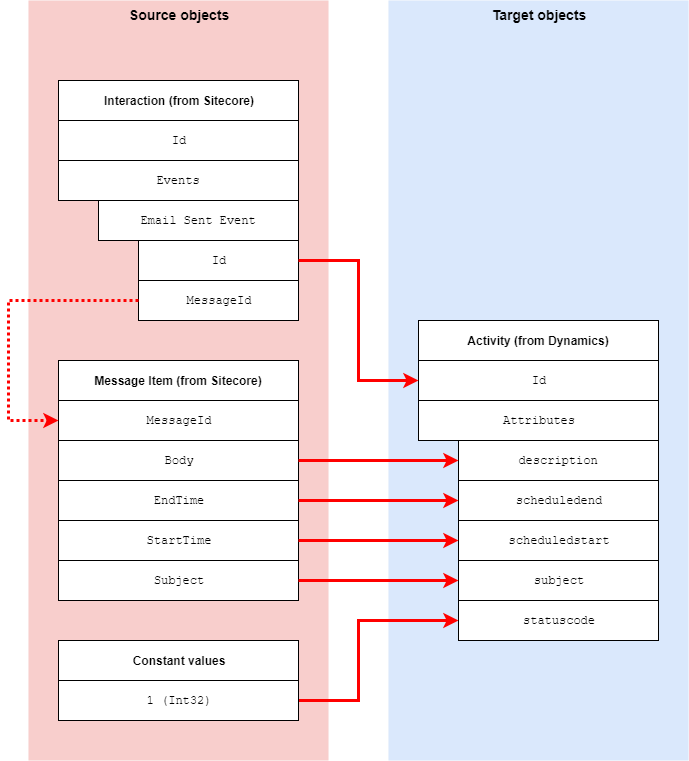 Source objects
Interaction (from Sitecore)
Id
Events
Email Sent Event
Id
MessageId
Message Item (from Sitecore)
MessageId
Body
EndTime
StartTime
Subject
Constant values
1 (Int32)
Target objects
Activity (from Dynamics)
Id
Attributes
description
scheduledend
scheduledstart
subject
statuscode